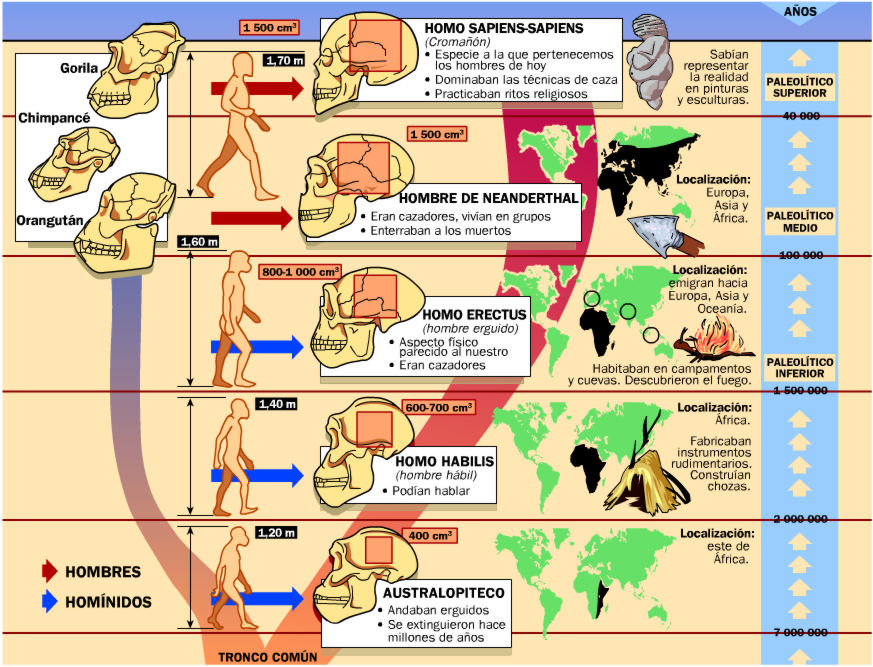 AÑOS
1 500 cm³
HOMO SAPIENS-SAPIENS
(Cromañón)
• Especie a la que pertenecemos
los hombres de hoy
• Dominaban las técnicas de caza
• Practicaban ritos religiosos
Sabían
representar
la realidad
en pinturas
y esculturas.
PALEOLÍTICO
SUPERIOR
40 000
Gorila
Chimpancé
Orangután
1,70 m
1 500 cm³
HOMBRE DE NEANDERTHAL
• Eran cazadores, vivían en grupos
• Enterraban a los muertos
Localización:
Europa,
Asia y
África.
PALEOLÍTICO
MEDIO
100 000
1,60 m
800-1 000 cm³
HOMO ERECTUS
(hombre erguido)
• Aspecto físico
parecido al nuestro
• Eran cazadores
Localización:
emigran hacia
Europa, Asia y
Oceanía.
Habitaban en campamentos
y cuevas. Descubrieron el fuego.
PALEOLÍTICO
INFERIOR
1 500 000
1,40 m
600-700 cm³
HOMO HABILIS
(hombre hábil)
• Podían hablar
Localización:
África.
Fabricaban
instrumentos
rudimentarios.
Construían
chozas.
2 000 000
1,20 m
400 cm³
AUSTRALOPITECO
• Andaban erguidos
• Se extinguieron hace
millones de años
Localización:
este de
África.
7 000 000
HOMBRES
HOMÍNIDOS
TRONCO COMÚN